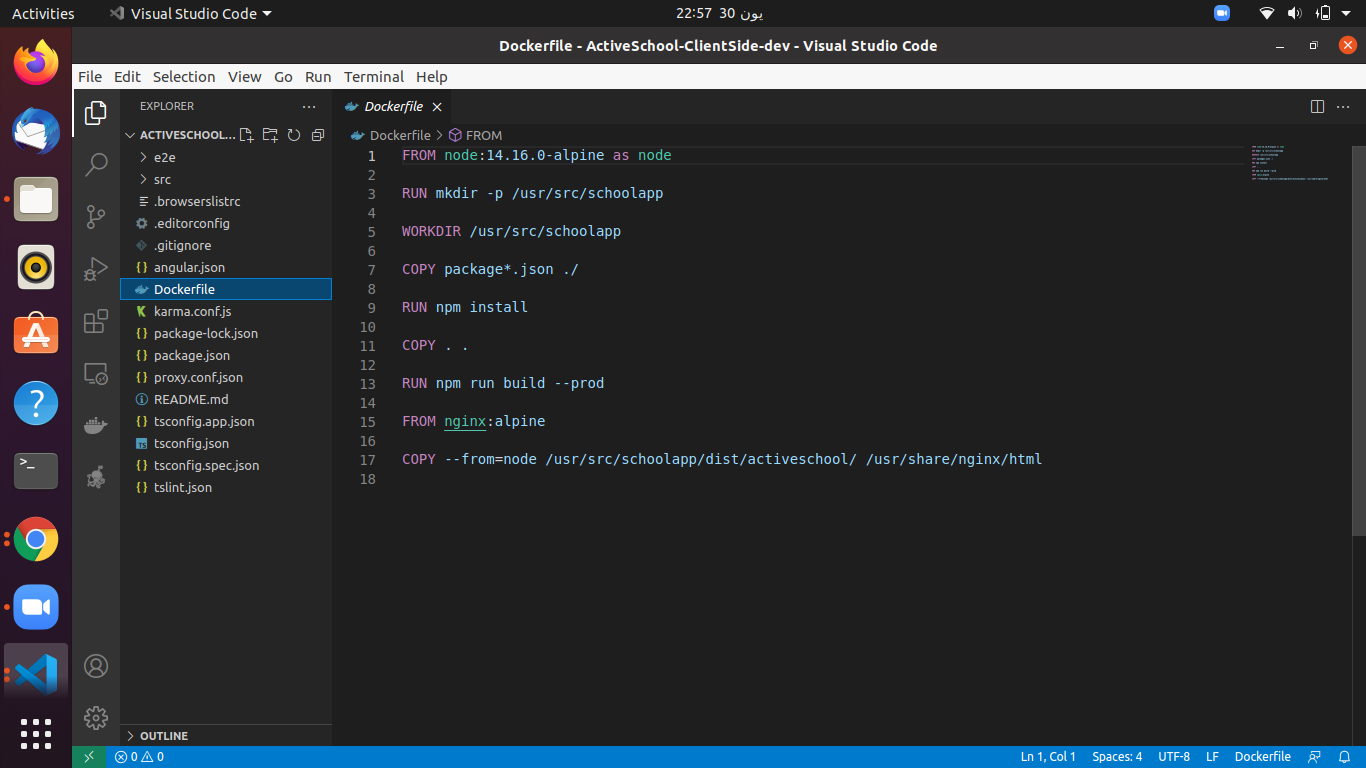 Activities
Visual Studio Code
22:57 30 يون
Dockerfile - ActiveSchool-ClientSide-dev - Visual Studio Code
File Edit Selection View Go Run Terminal Help
EXPLORER
ACTIVESCHOOL...
e2e
src
.browserslistrc
.editorconfig
.gitignore
angular.json
Dockerfile
karma.conf.js
package-lock.json
package.json
proxy.conf.json
README.md
tsconfig.app.json
tsconfig.json
tsconfig.spec.json
tslint.json
OUTLINE
Dockerfile
Dockerfile > FROM
1 FROM node:14.16.0-alpine as node
2
3 RUN mkdir -p /usr/src/schoolapp
4
5 WORKDIR /usr/src/schoolapp
6
7 COPY package*.json ./
8
9 RUN npm install
10
11 COPY . .
12
13 RUN npm run build --prod
14
15 FROM nginx:alpine
16
17 COPY --from=node /usr/src/schoolapp/dist/activeschool/ /usr/share/nginx/html
18
0 0
Ln 1, Col 1 Spaces: 4 UTF-8 LF Dockerfile